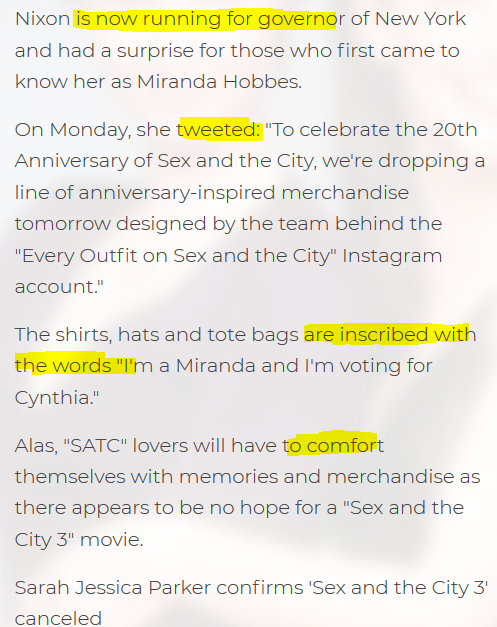 Nixon is now running for governor of New York
and had a surprise for those who first came to
know her as Miranda Hobbes.
On Monday, she tweeted: "To celebrate the 20th
Anniversary of Sex and the City, we're dropping a
line of anniversary-inspired merchandise
tomorrow designed by the team behind the
"Every Outfit on Sex and the City" Instagram
account."
The shirts, hats and tote bags are inscribed with
the words "I'm a Miranda and I'm voting for
Cynthia."
Alas, "SATC" lovers will have to comfort
themselves with memories and merchandise as
there appears to be no hope for a "Sex and the
City 3" movie.
Sarah Jessica Parker confirms 'Sex and the City 3'
canceled